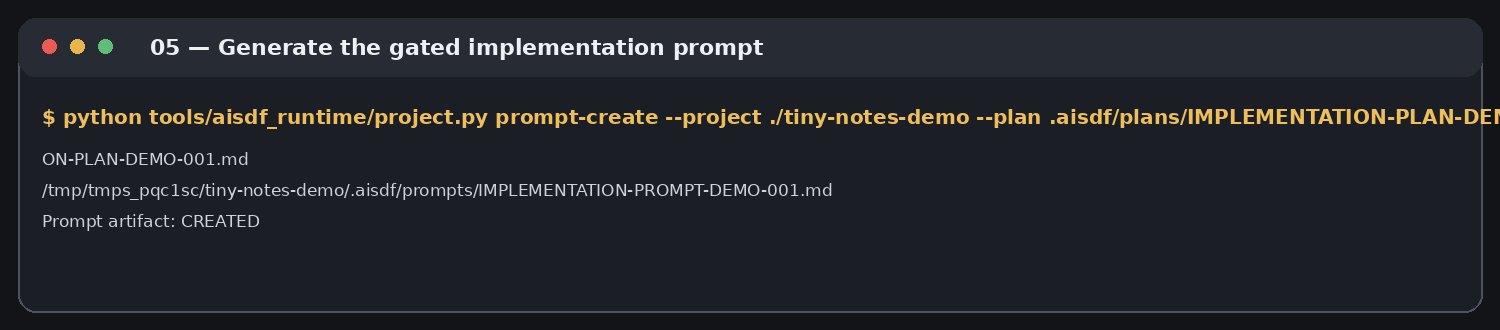 05 — Generate the gated implementation prompt
$ python tools/aisdf_runtime/project.py prompt-create --project ./tiny-notes-demo --plan .aisdf/plans/IMPLEMENTATION-PLAN-DEM
ON-PLAN-DEMO-001.md
/tmp/tmps_pqc1sc/tiny-notes-demo/.aisdf/prompts/IMPLEMENTATION-PROMPT-DEMO-001.md
Prompt artifact: CREATED